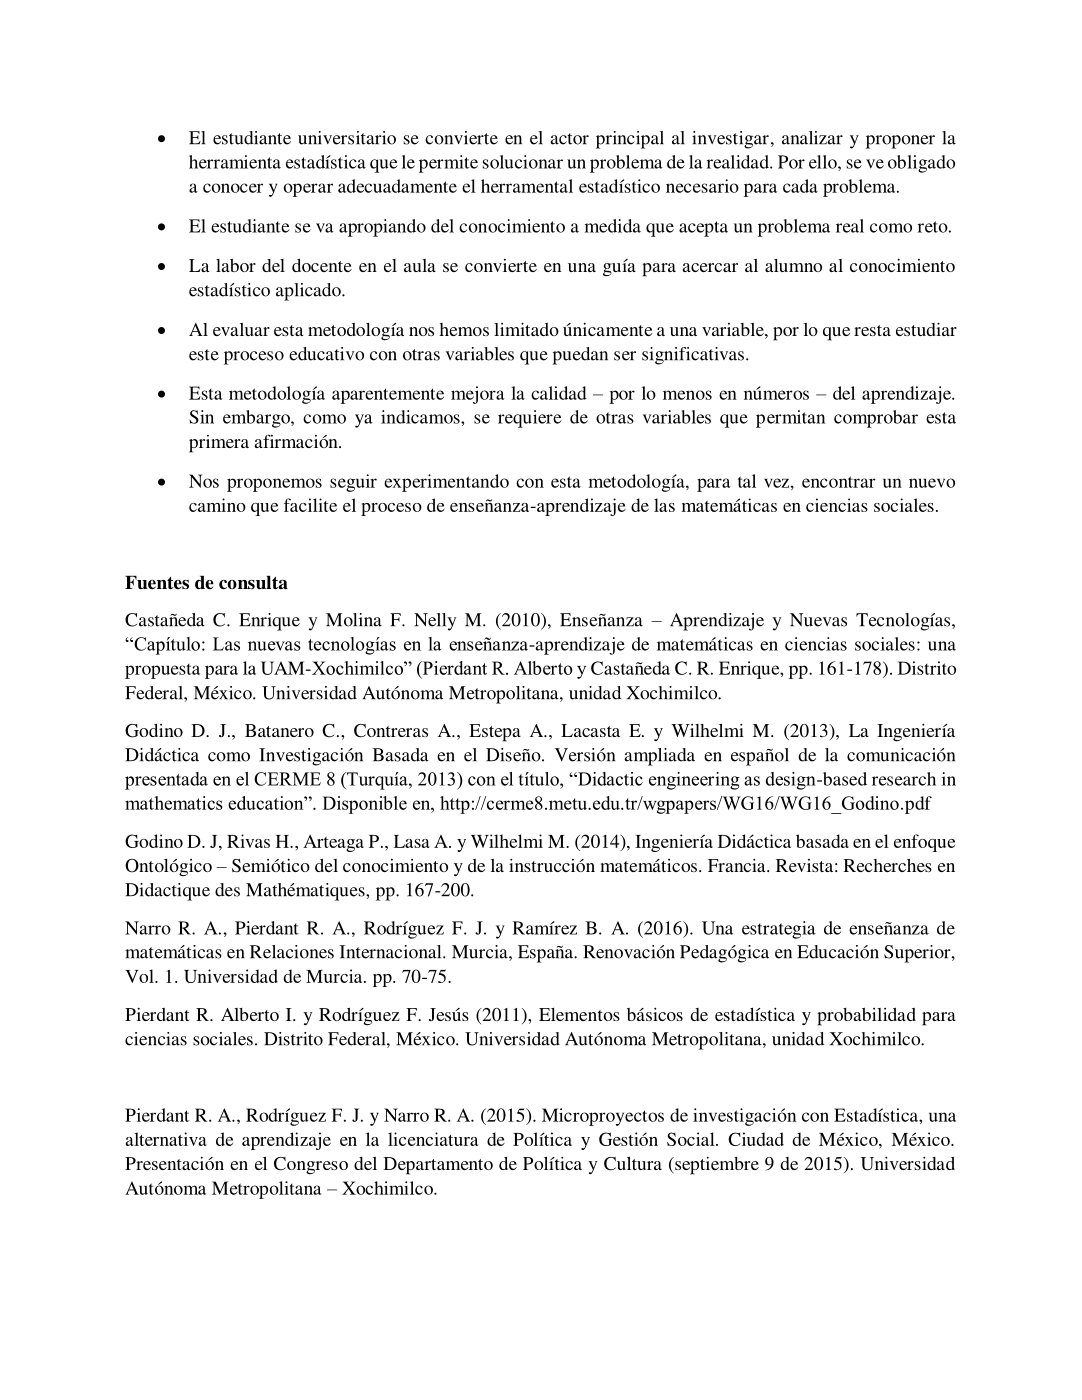 • El estudiante universitario se convierte en el actor principal al investigar, analizar y proponer la
herramienta estadística que le permite solucionar un problema de la realidad. Por ello, se ve obligado
a conocer y operar adecuadamente el herramental estadístico necesario para cada problema.
• El estudiante se va apropiando del conocimiento a medida que acepta un problema real como reto.
• La labor del docente en el aula se convierte en una guía para acercar al alumno al conocimiento
estadístico aplicado.
• Al evaluar esta metodología nos hemos limitado únicamente a una variable, por lo que resta estudiar
este proceso educativo con otras variables que puedan ser significativas.
• Esta metodología aparentemente mejora la calidad – por lo menos en números – del aprendizaje.
Sin embargo, como ya indicamos, se requiere de otras variables que permitan comprobar esta
primera afirmación.
• Nos proponemos seguir experimentando con esta metodología, para tal vez, encontrar un nuevo
camino que facilite el proceso de enseñanza-aprendizaje de las matemáticas en ciencias sociales.
Fuentes de consulta
Castañeda C. Enrique y Molina F. Nelly M. (2010), Enseñanza – Aprendizaje y Nuevas Tecnologías,
“Capítulo: Las nuevas tecnologías en la enseñanza-aprendizaje de matemáticas en ciencias sociales: una
propuesta para la UAM-Xochimilco” (Pierdant R. Alberto y Castañeda C. R. Enrique, pp. 161-178). Distrito
Federal, México. Universidad Autónoma Metropolitana, unidad Xochimilco.
Godino D. J., Batanero C., Contreras A., Estepa A., Lacasta E. y Wilhelmi M. (2013), La Ingeniería
Didáctica como Investigación Basada en el Diseño. Versión ampliada en español de la comunicación
presentada en el CERME 8 (Turquía, 2013) con el título, “Didactic engineering as design-based research in
mathematics education”. Disponible en, http://cerme8.metu.edu.tr/wgpapers/WG16/WG16_Godino.pdf
Godino D. J, Rivas H., Arteaga P., Lasa A. y Wilhelmi M. (2014), Ingeniería Didáctica basada en el enfoque
Ontológico – Semiótico del conocimiento y de la instrucción matemáticos. Francia. Revista: Recherches en
Didactique des Mathématiques, pp. 167-200.
Narro R. A., Pierdant R. A., Rodríguez F. J. y Ramírez B. A. (2016). Una estrategia de enseñanza de
matemáticas en Relaciones Internacional. Murcia, España. Renovación Pedagógica en Educación Superior,
Vol. 1. Universidad de Murcia. pp. 70-75.
Pierdant R. Alberto I. y Rodríguez F. Jesús (2011), Elementos básicos de estadística y probabilidad para
ciencias sociales. Distrito Federal, México. Universidad Autónoma Metropolitana, unidad Xochimilco.
Pierdant R. A., Rodríguez F. J. y Narro R. A. (2015). Microproyectos de investigación con Estadística, una
alternativa de aprendizaje en la licenciatura de Política y Gestión Social. Ciudad de México, México.
Presentación en el Congreso del Departamento de Política y Cultura (septiembre 9 de 2015). Universidad
Autónoma Metropolitana – Xochimilco.